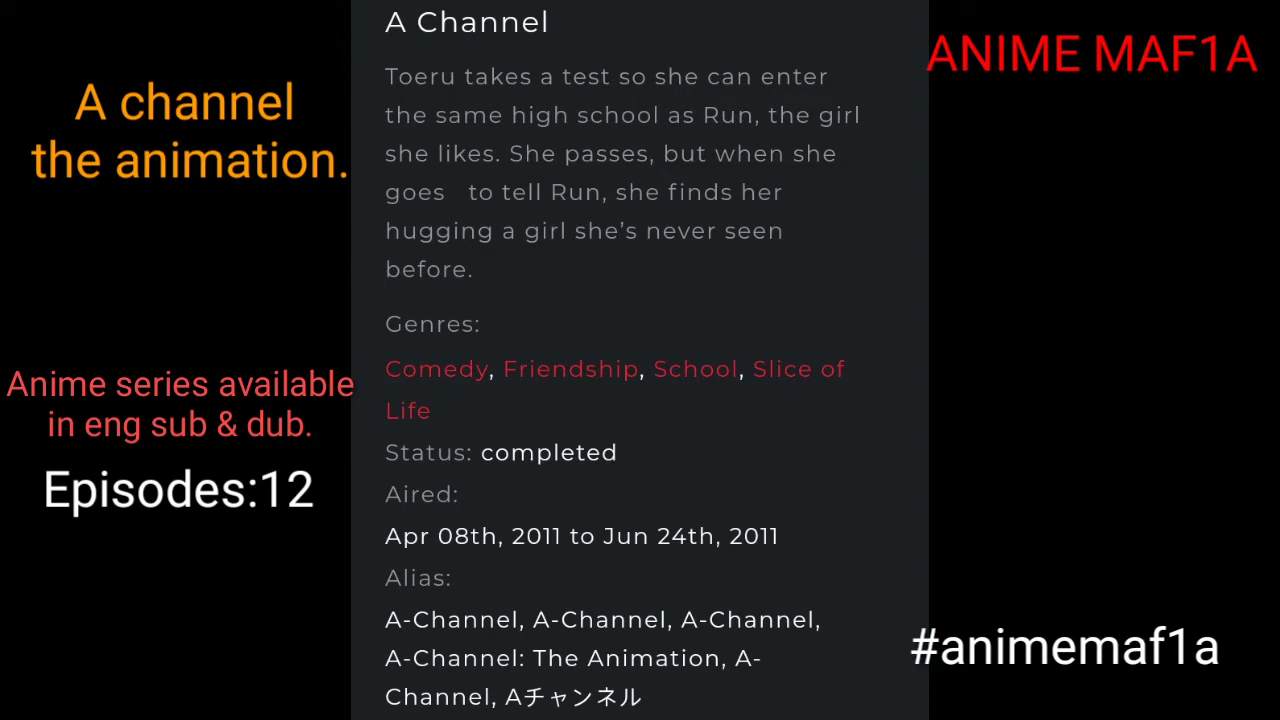 A channel
the animation.
Anime series available
in eng sub & dub.
Episodes:12
A Channel
Toeru takes a test so she can enter
the same high school as Run, the girl
she likes. She passes, but when she
goes to tell Run, she finds her
hugging a girl she’s never seen
before.
Genres:
Comedy, Friendship, School, Slice of
Life
Status: completed
Aired:
Apr 08th, 2011 to Jun 24th, 2011
Alias:
A-Channel, A-Channel, A-Channel,
A-Channel: The Animation, A-
Channel, Aチャンネル
ANIME MAF1A
#animemaf1a